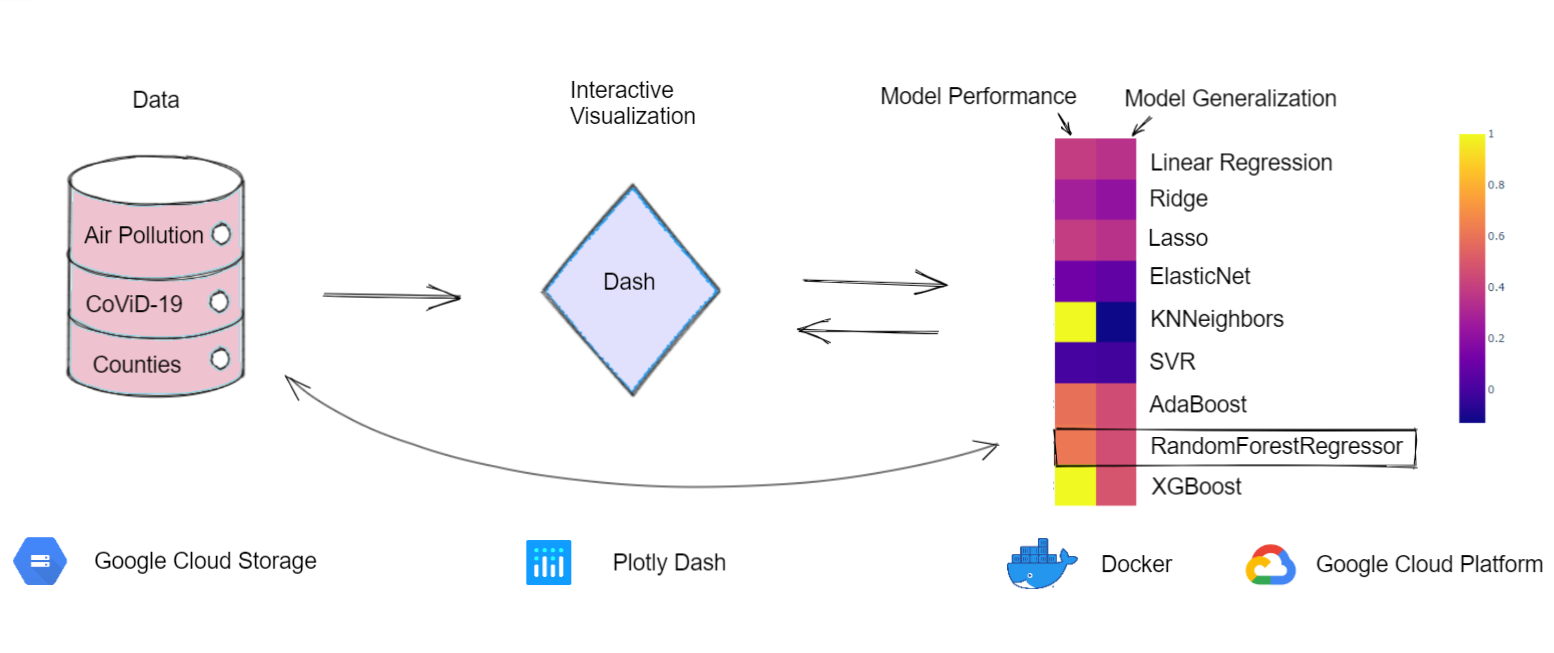 Data
Interactive
Visualization
Model Performance
Model Generalization
Air Pollution
CoViD-19
Counties
Dash
Linear Regression
Ridge
Lasso
ElasticNet
KNNeighbors
SVR
AdaBoost
RandomForestRegressor
XGBoost
1
0.8
0.6
0.4
0.2
0
Google Cloud Storage
Plotly Dash
Docker
Google Cloud Platform